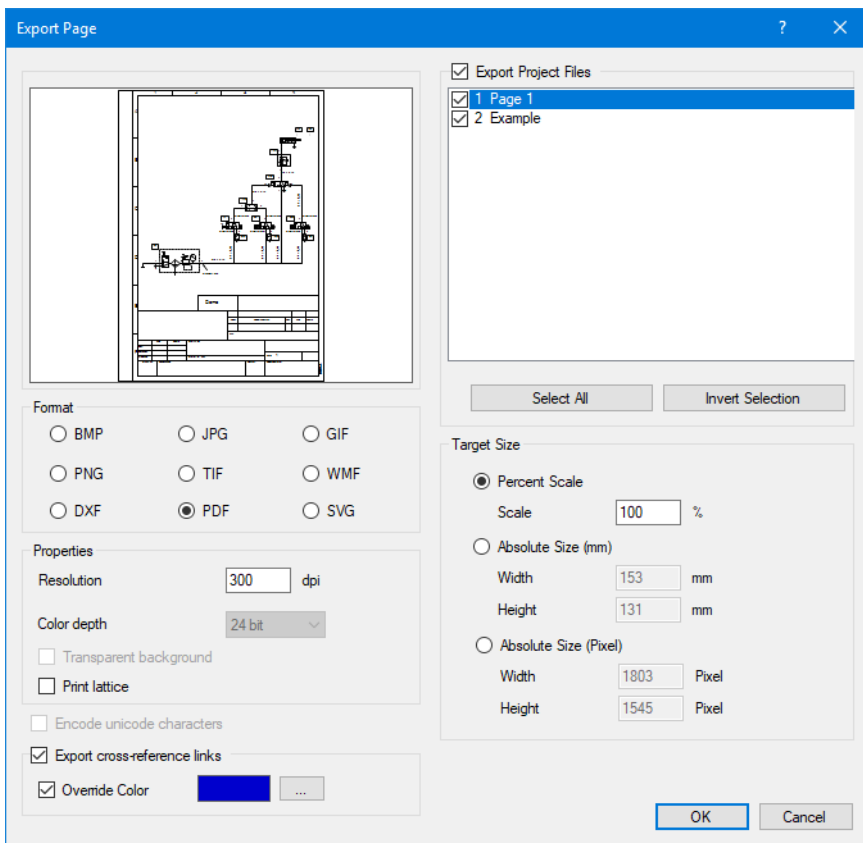 Export Page
?
Export Project Files
1 Page 1
2 Example
Select All
Invert Selection
Format
BMP
JPG
GIF
PNG
TIF
WMF
DXF
PDF
SVG
Properties
Resolution
300
dpi
Color depth
24 bit
Transparent background
Print lattice
Encode unicode characters
Export cross-reference links
Override Color
...
Target Size
Percent Scale
Scale
100
%
Absolute Size (mm)
Width
153
mm
Height
131
mm
Absolute Size (Pixel)
Width
1803
Pixel
Height
1545
Pixel
OK
Cancel